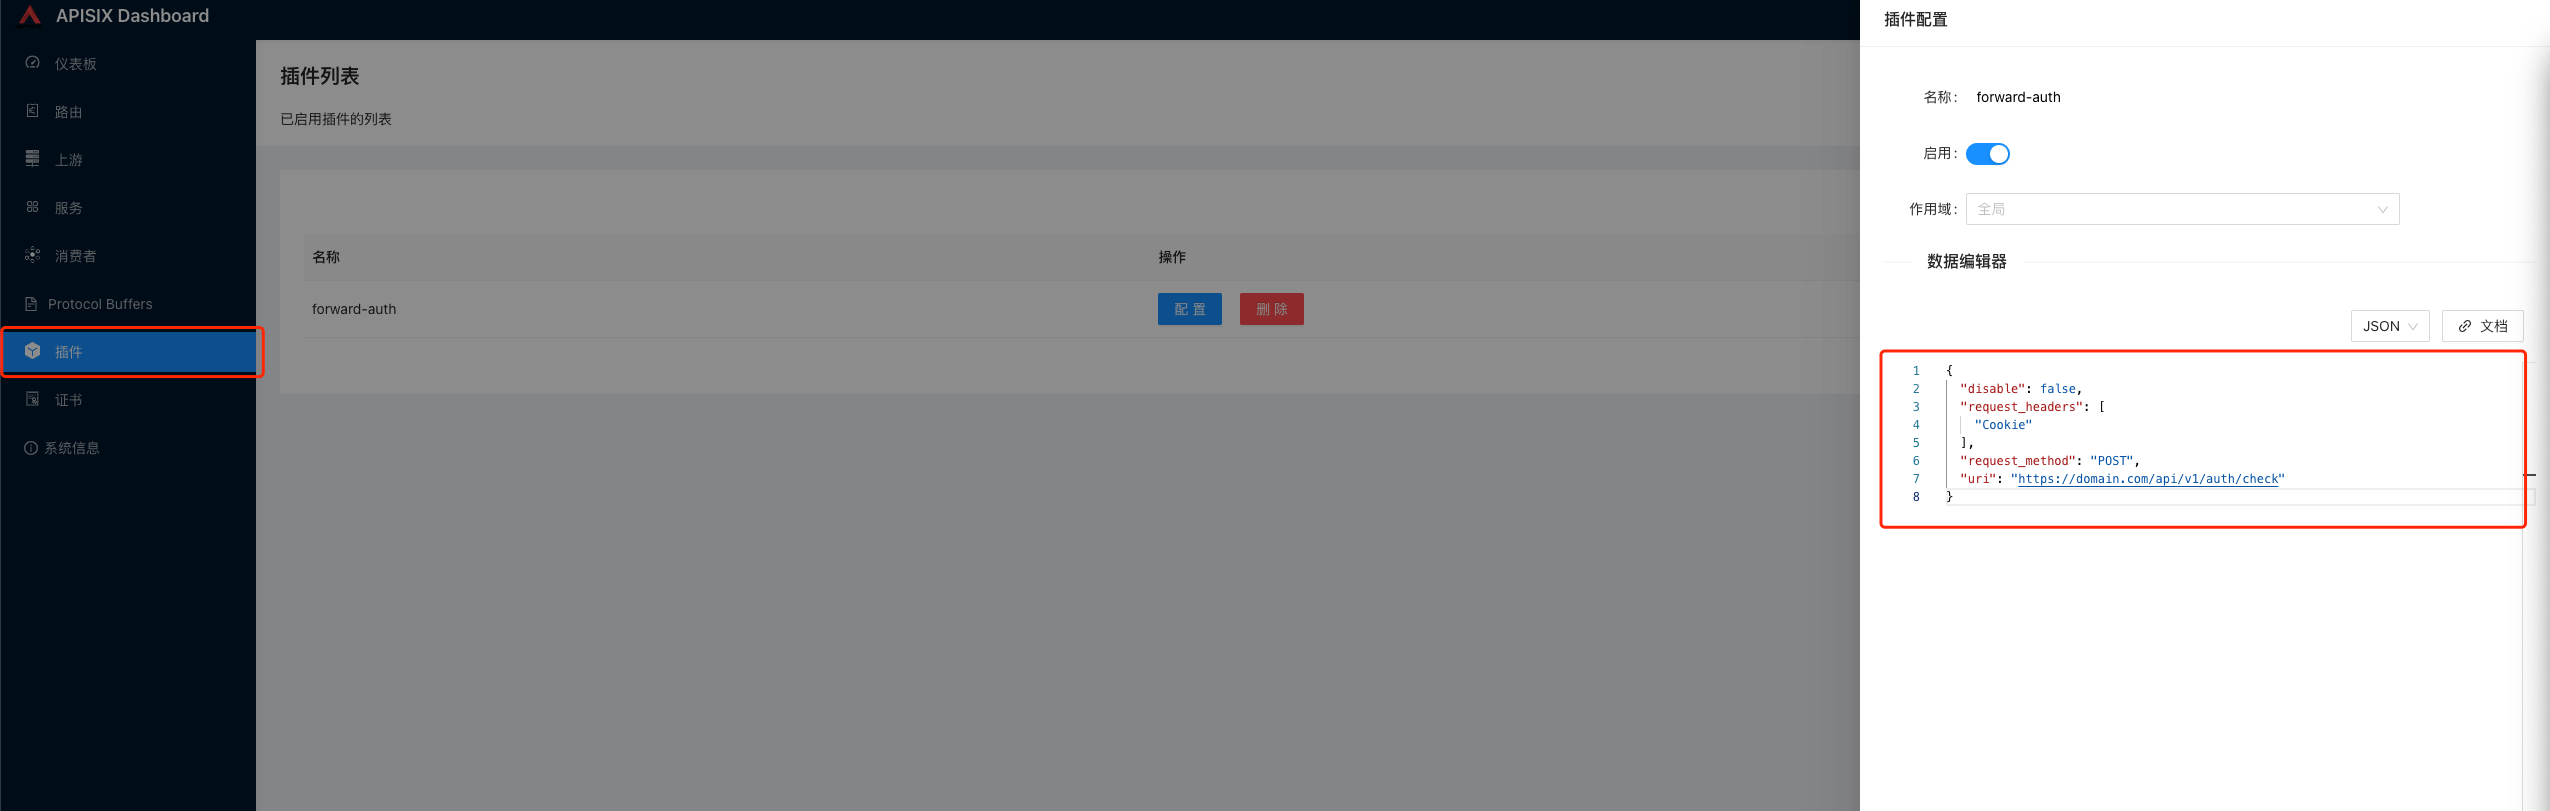 APISIX Dashboard
仪表板
路由
上游
服务
消费者
Protocol Buffers
插件
证书
系统信息
插件列表
已启用插件的列表
名称 操作
forward-auth 配 置 删 除
插件配置
名称： forward-auth
启用：
作用域： 全局
数据编辑器
JSON 文档
1 {
2 "disable": false,
3 "request_headers": [
4 "Cookie"
5 ],
6 "request_method": "POST",
7 "uri": "https://domain.com/api/v1/auth/check"
8 }